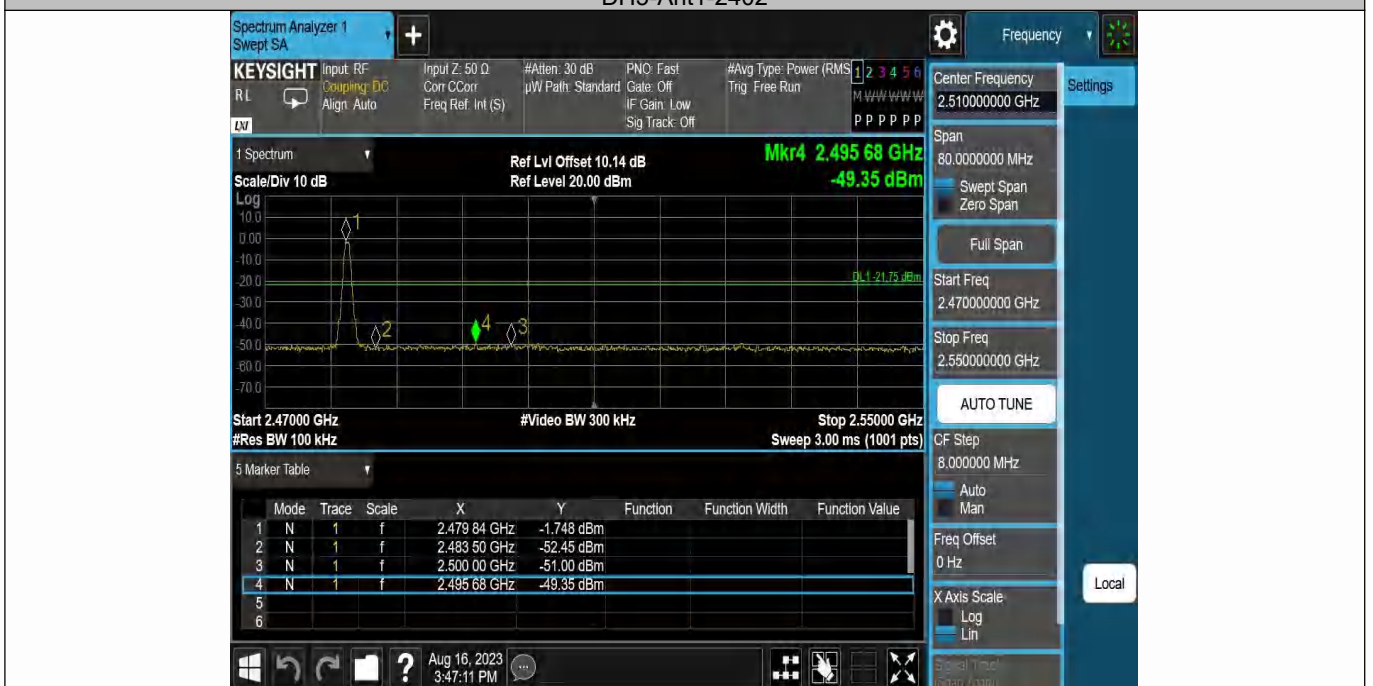 DH5-Ant1-2402
Spectrum Analyzer 1
Swept SA
Frequency
KEYSIGHT
RL
LXI
Input: RF
Coupling: DC
Align: Auto
Input Z: 50 Ω
Corr CCorr
Freq Ref: Int (S)
#Atten: 30 dB
µW Path: Standard
PNO: Fast
Gate: Off
IF Gain: Low
Sig Track: Off
#Avg Type: Power (RMS
Trig: Free Run
1 2 3 4 5 6
M W W W W W
P P P P P P
1 Spectrum
Scale/Div 10 dB
Ref Lvl Offset 10.14 dB
Ref Level 20.00 dBm
Mkr4 2.495 68 GHz
-49.35 dBm
Log
10.0
0.00
-10.0
-20.0
-30.0
-40.0
-50.0
-60.0
-70.0
1
2
4
3
DL1 -21.75 dBm
Start 2.47000 GHz
#Res BW 100 kHz
#Video BW 300 kHz
Stop 2.55000 GHz
Sweep 3.00 ms (1001 pts)
5 Marker Table
Mode Trace Scale X Y Function Function Width Function Value
1 N 1 f 2.479 84 GHz -1.748 dBm
2 N 1 f 2.483 50 GHz -52.45 dBm
3 N 1 f 2.500 00 GHz -51.00 dBm
4 N 1 f 2.495 68 GHz -49.35 dBm
5
6
Aug 16, 2023
3:47:11 PM
Center Frequency
2.510000000 GHz
Settings
Span
80.0000000 MHz
Swept Span
Zero Span
Full Span
Start Freq
2.470000000 GHz
Stop Freq
2.550000000 GHz
AUTO TUNE
CF Step
8.000000 MHz
Auto
Man
Freq Offset
0 Hz
Local
X Axis Scale
Log
Lin
Signal Track